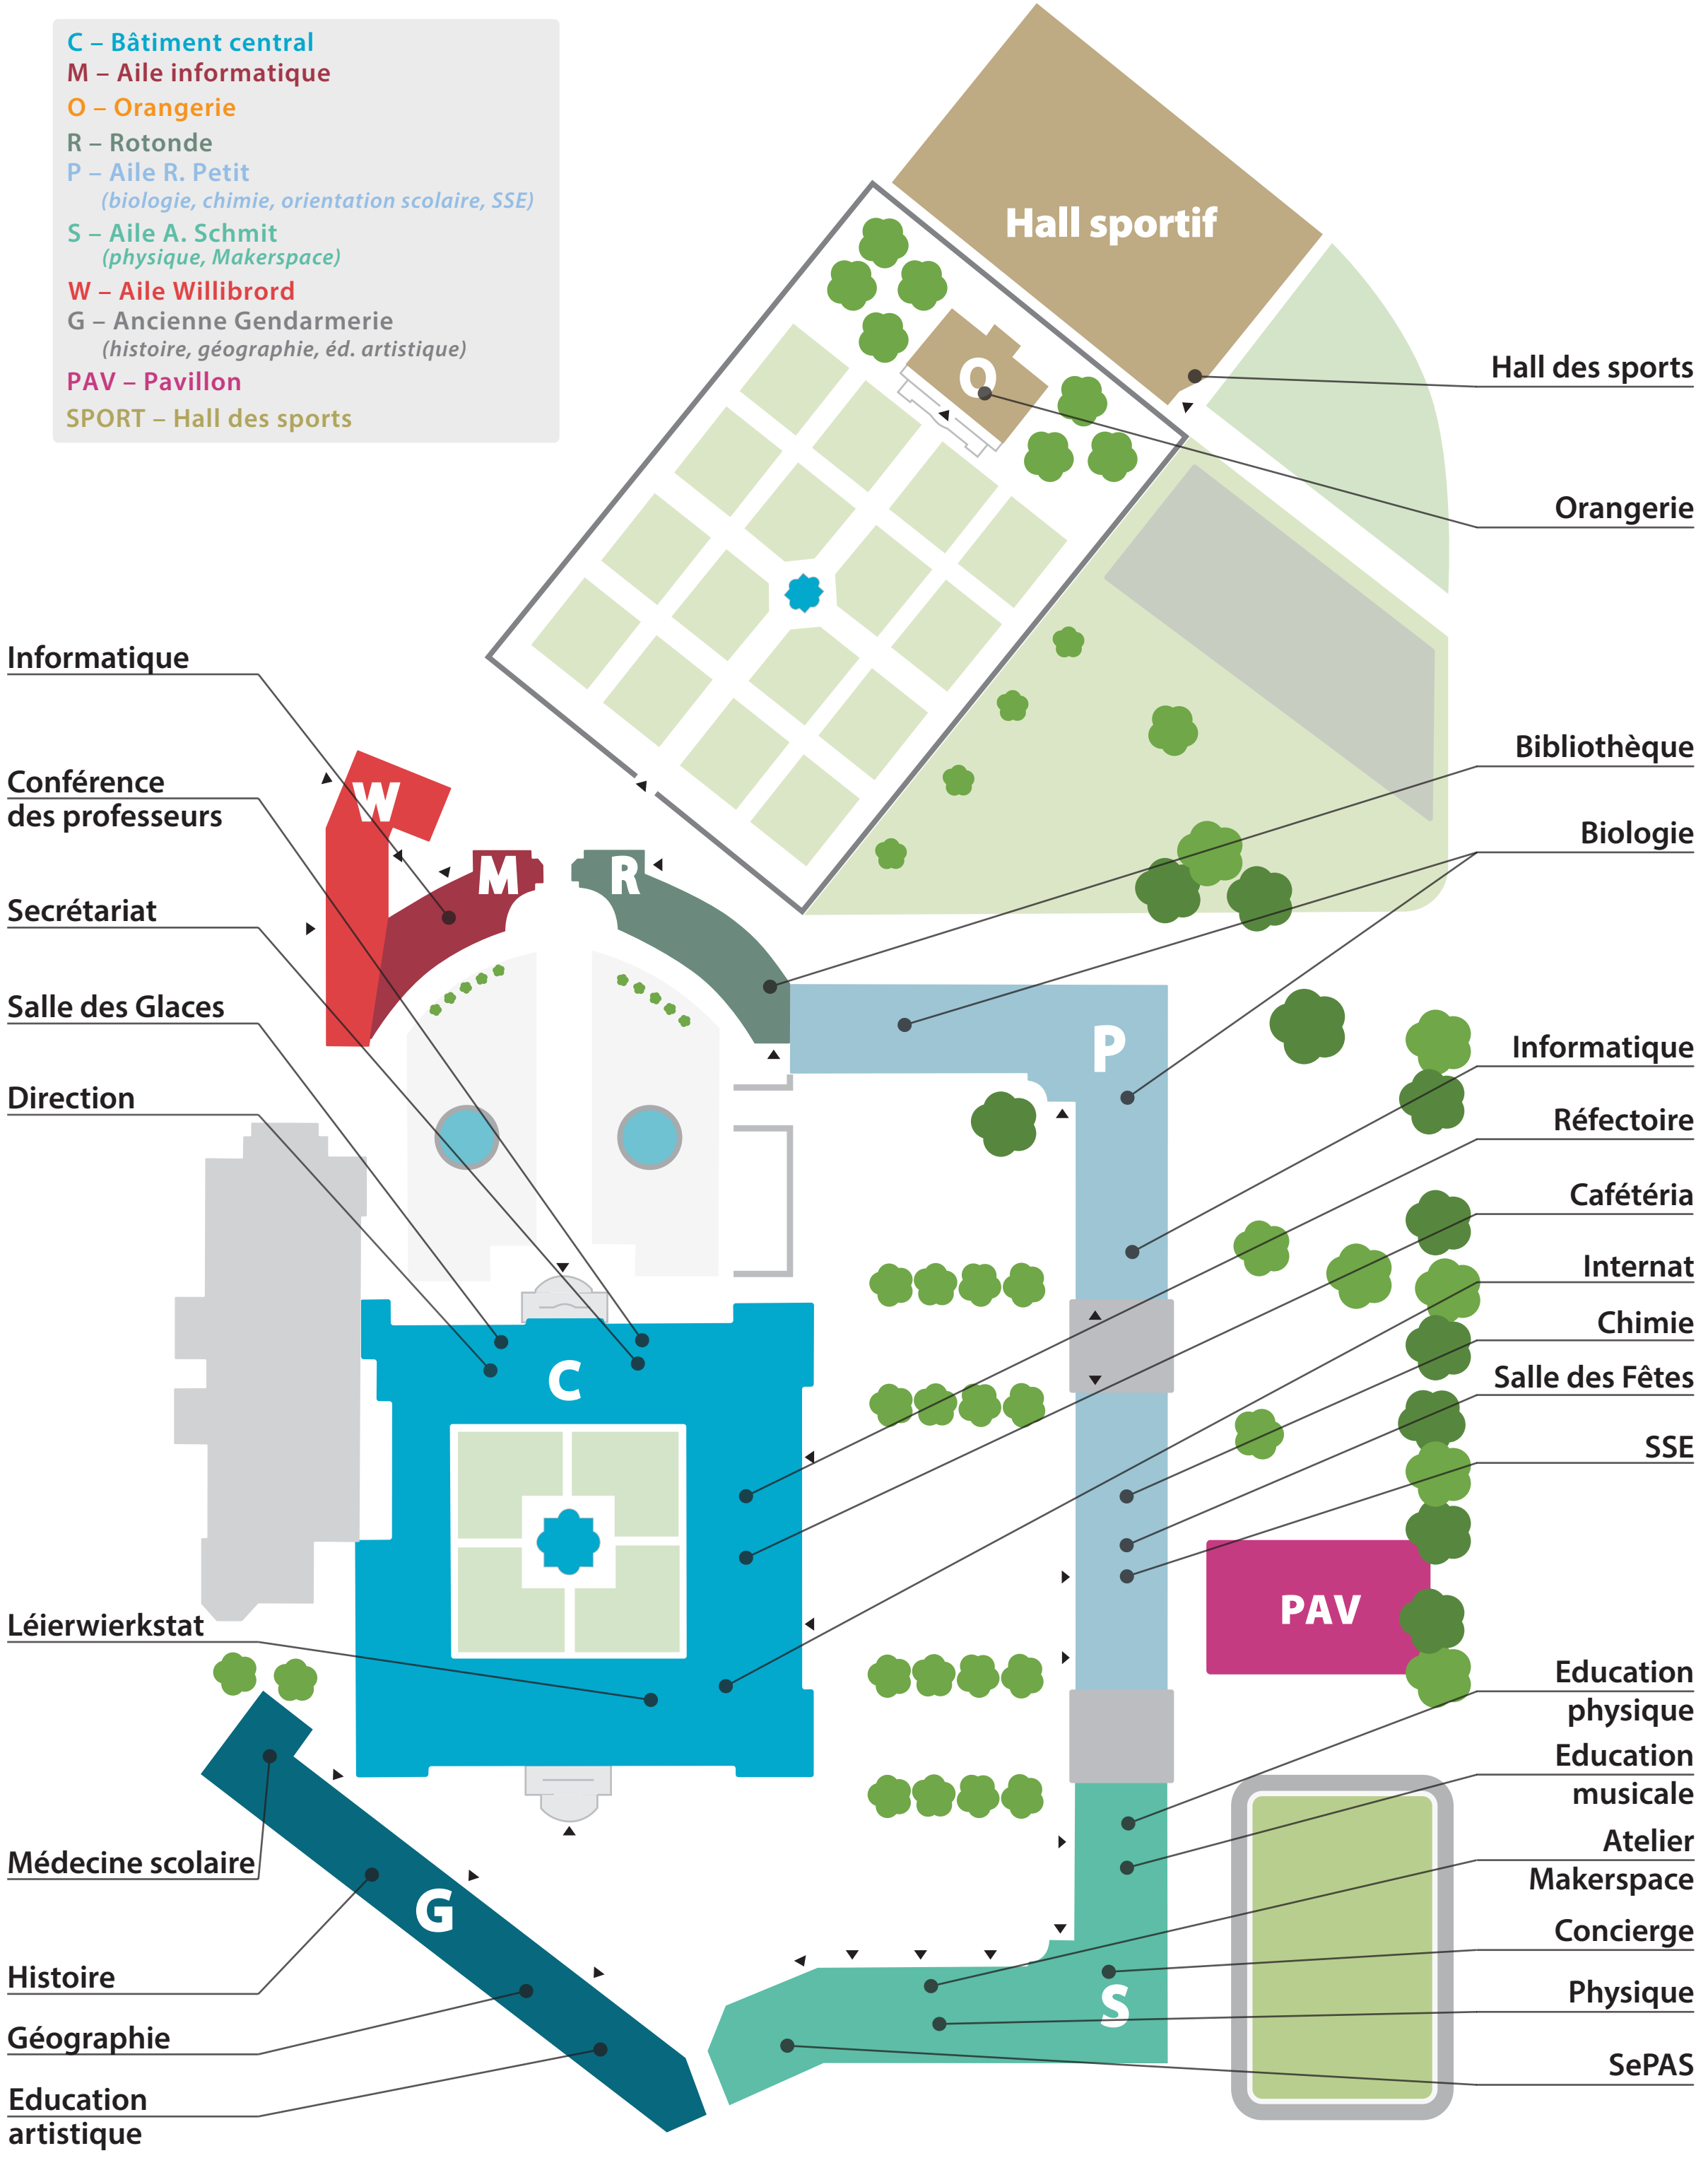 C – Bâtiment central
M – Aile informatique
O – Orangerie
R – Rotonde
P – Aile R. Petit
(biologie, chimie, orientation scolaire, SSE)
S – Aile A. Schmit
(physique, Makerspace)
W – Aile Willibrord
G – Ancienne Gendarmerie
(histoire, géographie, éd. artistique)
PAV – Pavillon
SPORT – Hall des sports
Hall sportif
O
Hall des sports
Orangerie
Informatique
Conférence
des professeurs
Secrétariat
Salle des Glaces
Direction
W
M
R
Bibliothèque
Biologie
P
Informatique
Réfectoire
Cafétéria
Internat
Chimie
Salle des Fêtes
SSE
C
PAV
Léierwierkstat
Médecine scolaire
Histoire
Géographie
Education
artistique
G
S
Education
physique
Education
musicale
Atelier
Makerspace
Concierge
Physique
SePAS